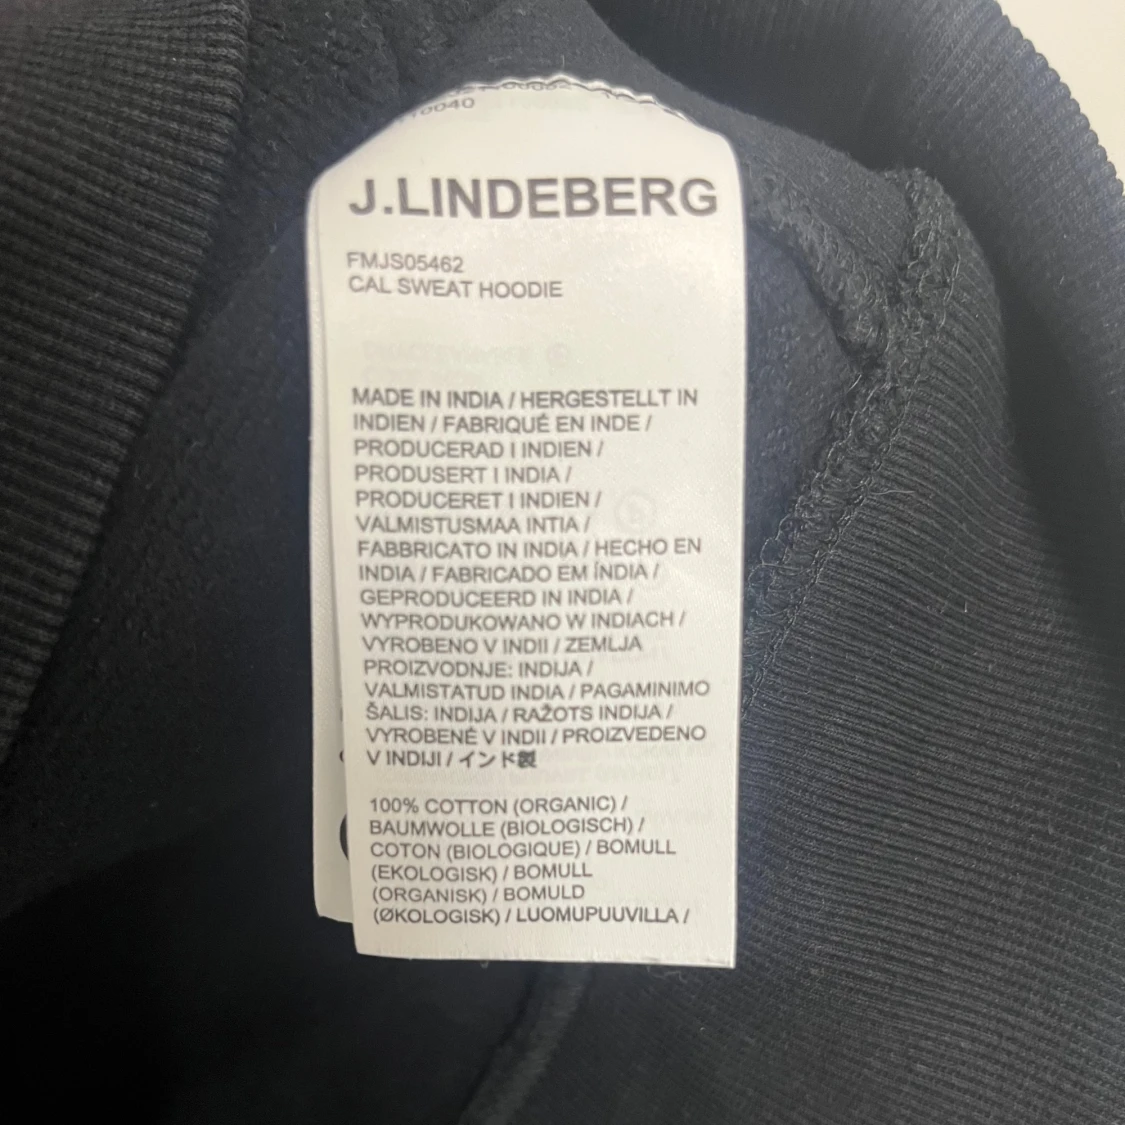 10040
J.LINDEBERG
FMJS05462
CAL SWEAT HOODIE
MADE IN INDIA / HERGESTELLT IN
INDIEN / FABRIQUÉ EN INDE /
PRODUCERAD I INDIEN /
PRODUSERT I INDIA /
PRODUCERET I INDIEN /
VALMISTUSMAA INTIA /
FABBRICATO IN INDIA / HECHO EN
INDIA / FABRICADO EM ÍNDIA /
GEPRODUCEERD IN INDIA /
WYPRODUKOWANO W INDIACH /
VYROBENO V INDII / ZEMLJA
PROIZVODNJE: INDIJA /
VALMISTATUD INDIA / PAGAMINIMO
ŠALIS: INDIJA / RAŽOTS INDIJA /
VYROBENÉ V INDII / PROIZVEDENO
V INDIJI / インド製
100% COTTON (ORGANIC) /
BAUMWOLLE (BIOLOGISCH) /
COTON (BIOLOGIQUE) / BOMULL
(EKOLOGISK) / BOMULL
(ORGANISK) / BOMULD
(ØKOLOGISK) / LUOMUPUUVILLA /